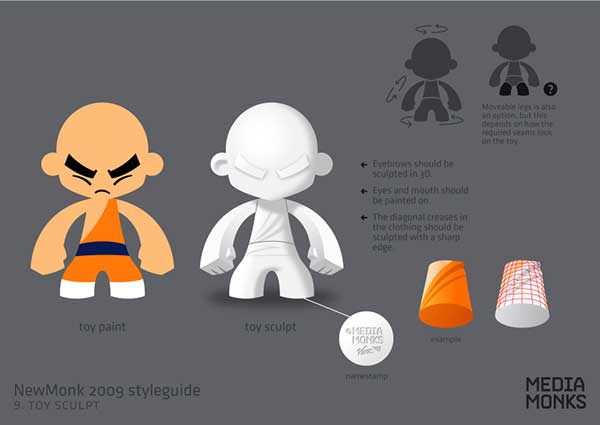 Moveable legs is also
an option, but this
depends on how the
required seams look
on the toy.
?
Eyebrows should be
sculpted in 3D.
Eyes and mouth should
be painted on.
The diagonal creases in
the clothing should be
sculpted with a sharp
edge.
toy paint
toy sculpt
MEDIA
MONKS
namestamp
example
NewMonk 2009 styleguide
9. TOY SCULPT
MEDIA
MONKS